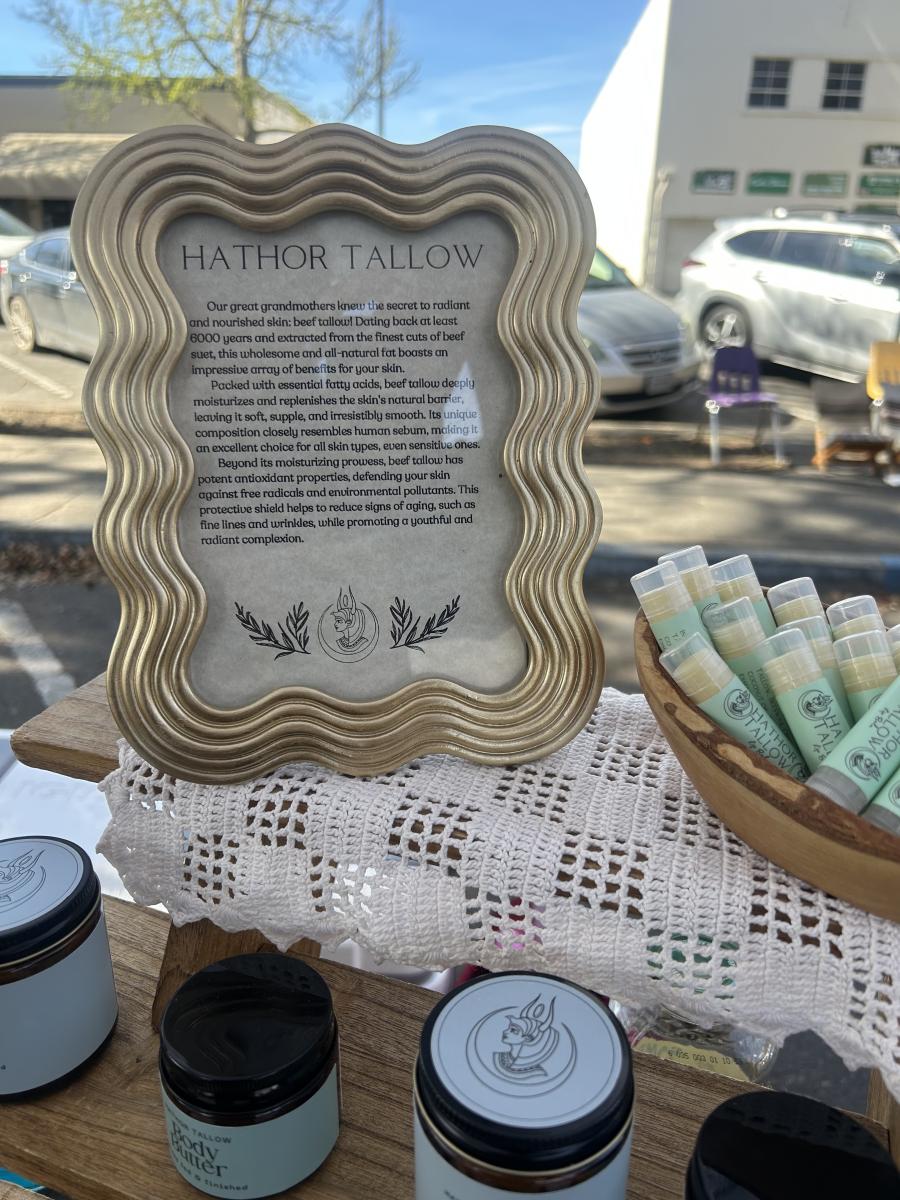 HATHOR TALLOW
Our great grandmothers knew the secret to radiant
and nourished skin: beef tallow! Dating back at least
6000 years and extracted from the finest cuts of beef
suet, this wholesome and all-natural fat boasts an
impressive array of benefits for your skin.
Packed with essential fatty acids, beef tallow deeply
moisturizes and replenishes the skin's natural barrier,
leaving it soft, supple, and irresistibly smooth. Its unique
composition closely resembles human sebum, making it
an excellent choice for all skin types, even sensitive ones.
Beyond its moisturizing prowess, beef tallow has
potent antioxidant properties, defending your skin
against free radicals and environmental pollutants. This
protective shield helps to reduce signs of aging, such as
fine lines and wrinkles, while promoting a youthful and
radiant complexion.
HATHOR
TALLOW
TALLOW
Body
Butter
& finished